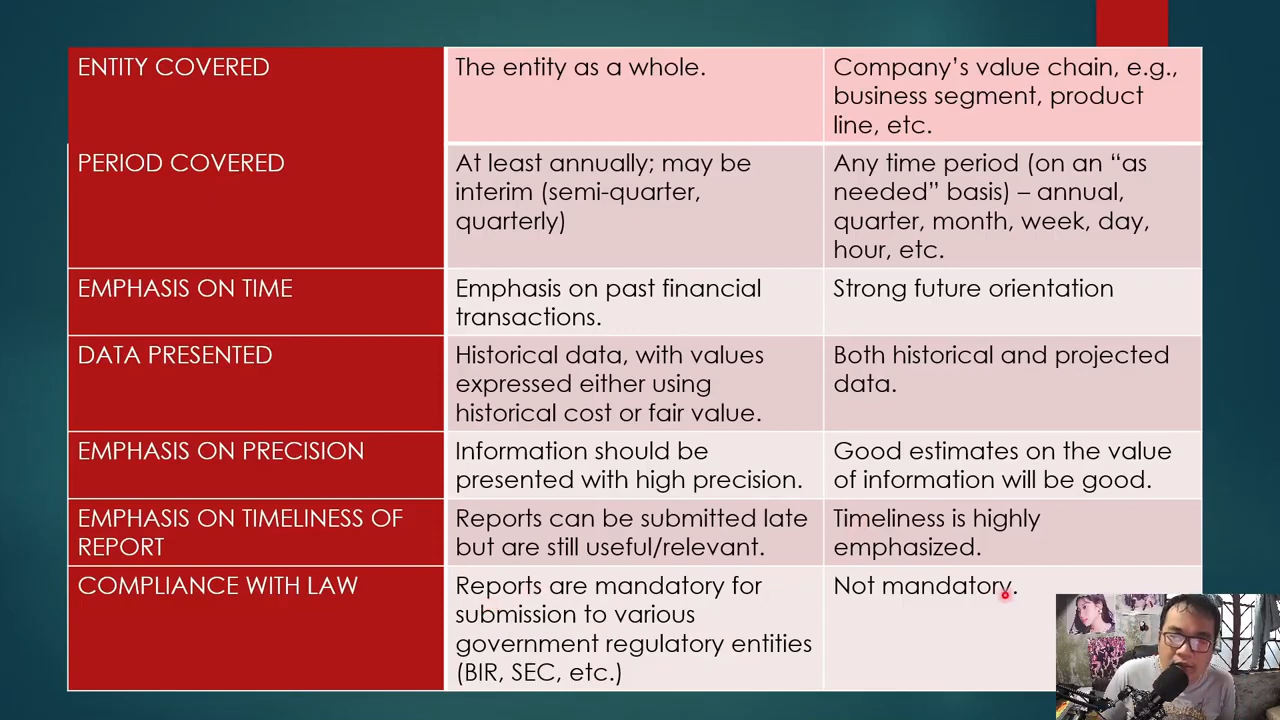 ENTITY COVERED
The entity as a whole.
Company’s value chain, e.g.,
business segment, product
line, etc.
PERIOD COVERED
At least annually; may be
interim (semi-quarter,
quarterly)
Any time period (on an “as
needed” basis) – annual,
quarter, month, week, day,
hour, etc.
EMPHASIS ON TIME
Emphasis on past financial
transactions.
Strong future orientation
DATA PRESENTED
Historical data, with values
expressed either using
historical cost or fair value.
Both historical and projected
data.
EMPHASIS ON PRECISION
Information should be
presented with high precision.
Good estimates on the value
of information will be good.
EMPHASIS ON TIMELINESS OF
REPORT
Reports can be submitted late
but are still useful/relevant.
Timeliness is highly
emphasized.
COMPLIANCE WITH LAW
Reports are mandatory for
submission to various
government regulatory entities
(BIR, SEC, etc.)
Not mandatory.